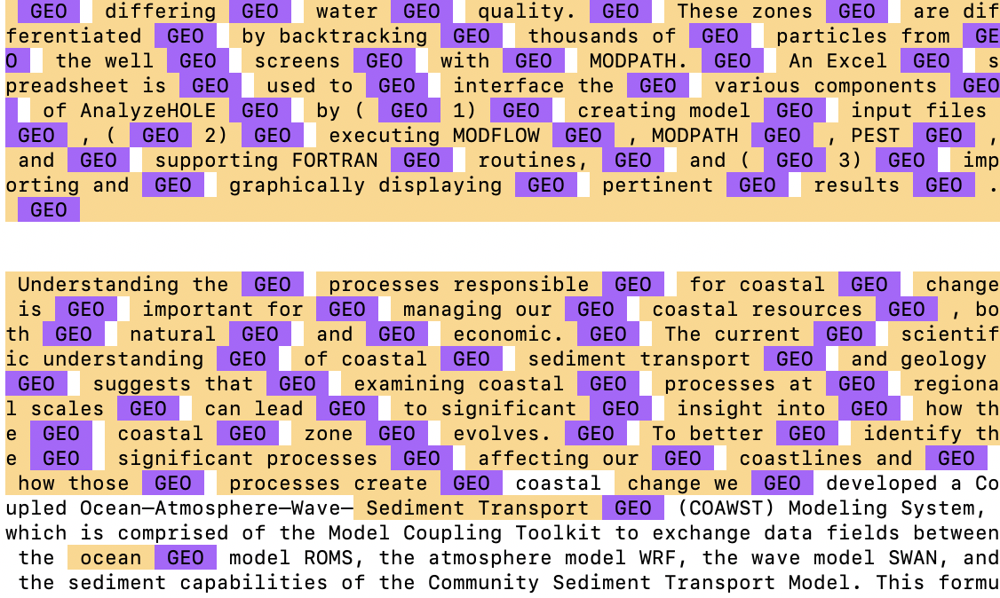 GEO differing GEO water GEO quality. GEO These zones GEO are dif
ferentiated GEO by backtracking GEO thousands of GEO particles from GE
O the well GEO screens GEO with GEO MODPATH. GEO An Excel GEO s
preadsheet is GEO used to GEO interface the GEO various components GEO
of AnalyzeHOLE GEO by ( GEO 1) GEO creating model GEO input files
GEO , ( GEO 2) GEO executing MODFLOW GEO , MODPATH GEO , PEST GEO ,
and GEO supporting FORTRAN GEO routines, GEO and ( GEO 3) GEO imp
orting and GEO graphically displaying GEO pertinent GEO results GEO .
GEO
Understanding the GEO processes responsible GEO for coastal GEO change
is GEO important for GEO managing our GEO coastal resources GEO , bo
th GEO natural GEO and GEO economic. GEO The current GEO scientif
ic understanding GEO of coastal GEO sediment transport GEO and geology
GEO suggests that GEO examining coastal GEO processes at GEO regiona
l scales GEO can lead GEO to significant GEO insight into GEO how th
e GEO coastal GEO zone GEO evolves. GEO To better GEO identify th
e GEO significant processes GEO affecting our GEO coastlines and GEO
how those GEO processes create GEO coastal change we GEO developed a Co
upled Ocean—Atmosphere—Wave— Sediment Transport GEO (COAWST) Modeling System,
which is comprised of the Model Coupling Toolkit to exchange data fields between
the ocean GEO model ROMS, the atmosphere model WRF, the wave model SWAN, and
the sediment capabilities of the Community Sediment Transport Model. This formu